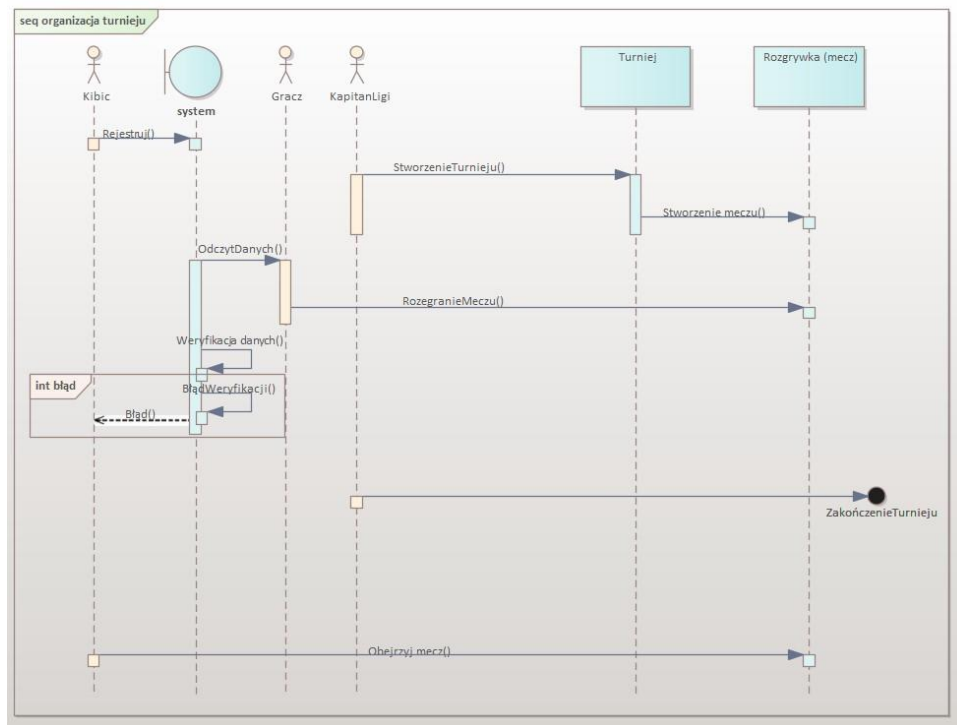 seq organizacja turnieju
Kibic
system
Gracz
KapitanLigi
Turniej
Rozgrywka (mecz)
Rejestruj()
StworzenieTurnieju()
Stworzenie meczu()
OdczytDanych()
RozegranieMeczu()
Weryfikacja danych()
int błąd
BłądWeryfikacji()
Błąd()
ZakończenieTurnieju
Obejrzyj mecz()